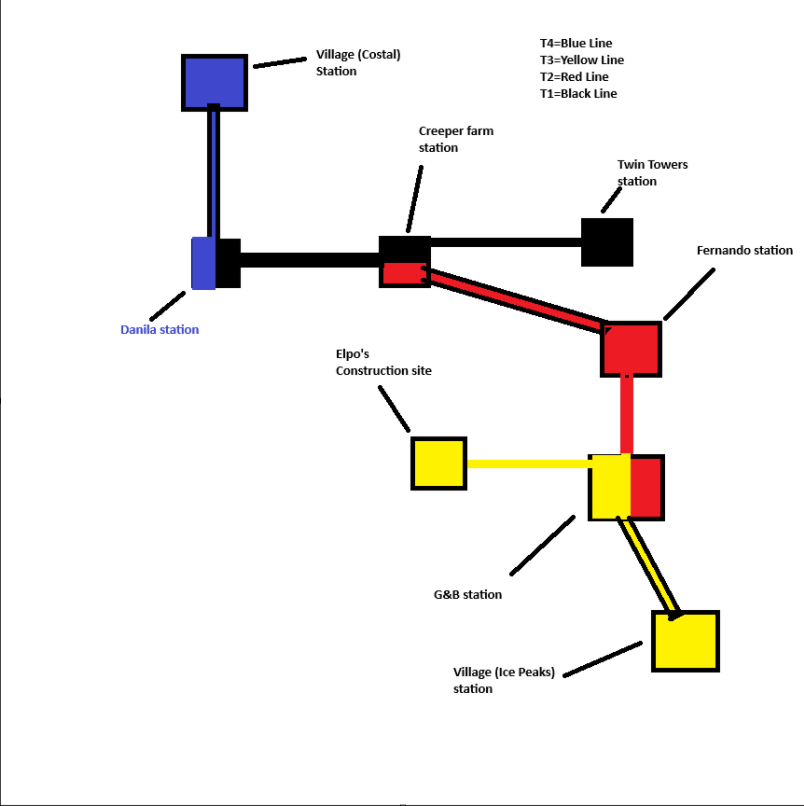 Village (Costal)
Station
T4=Blue Line
T3=Yellow Line
T2=Red Line
T1=Black Line
Creeper farm
station
Twin Towers
station
Fernando station
Danila station
Elpo's
Construction site
G&B station
Village (Ice Peaks)
station